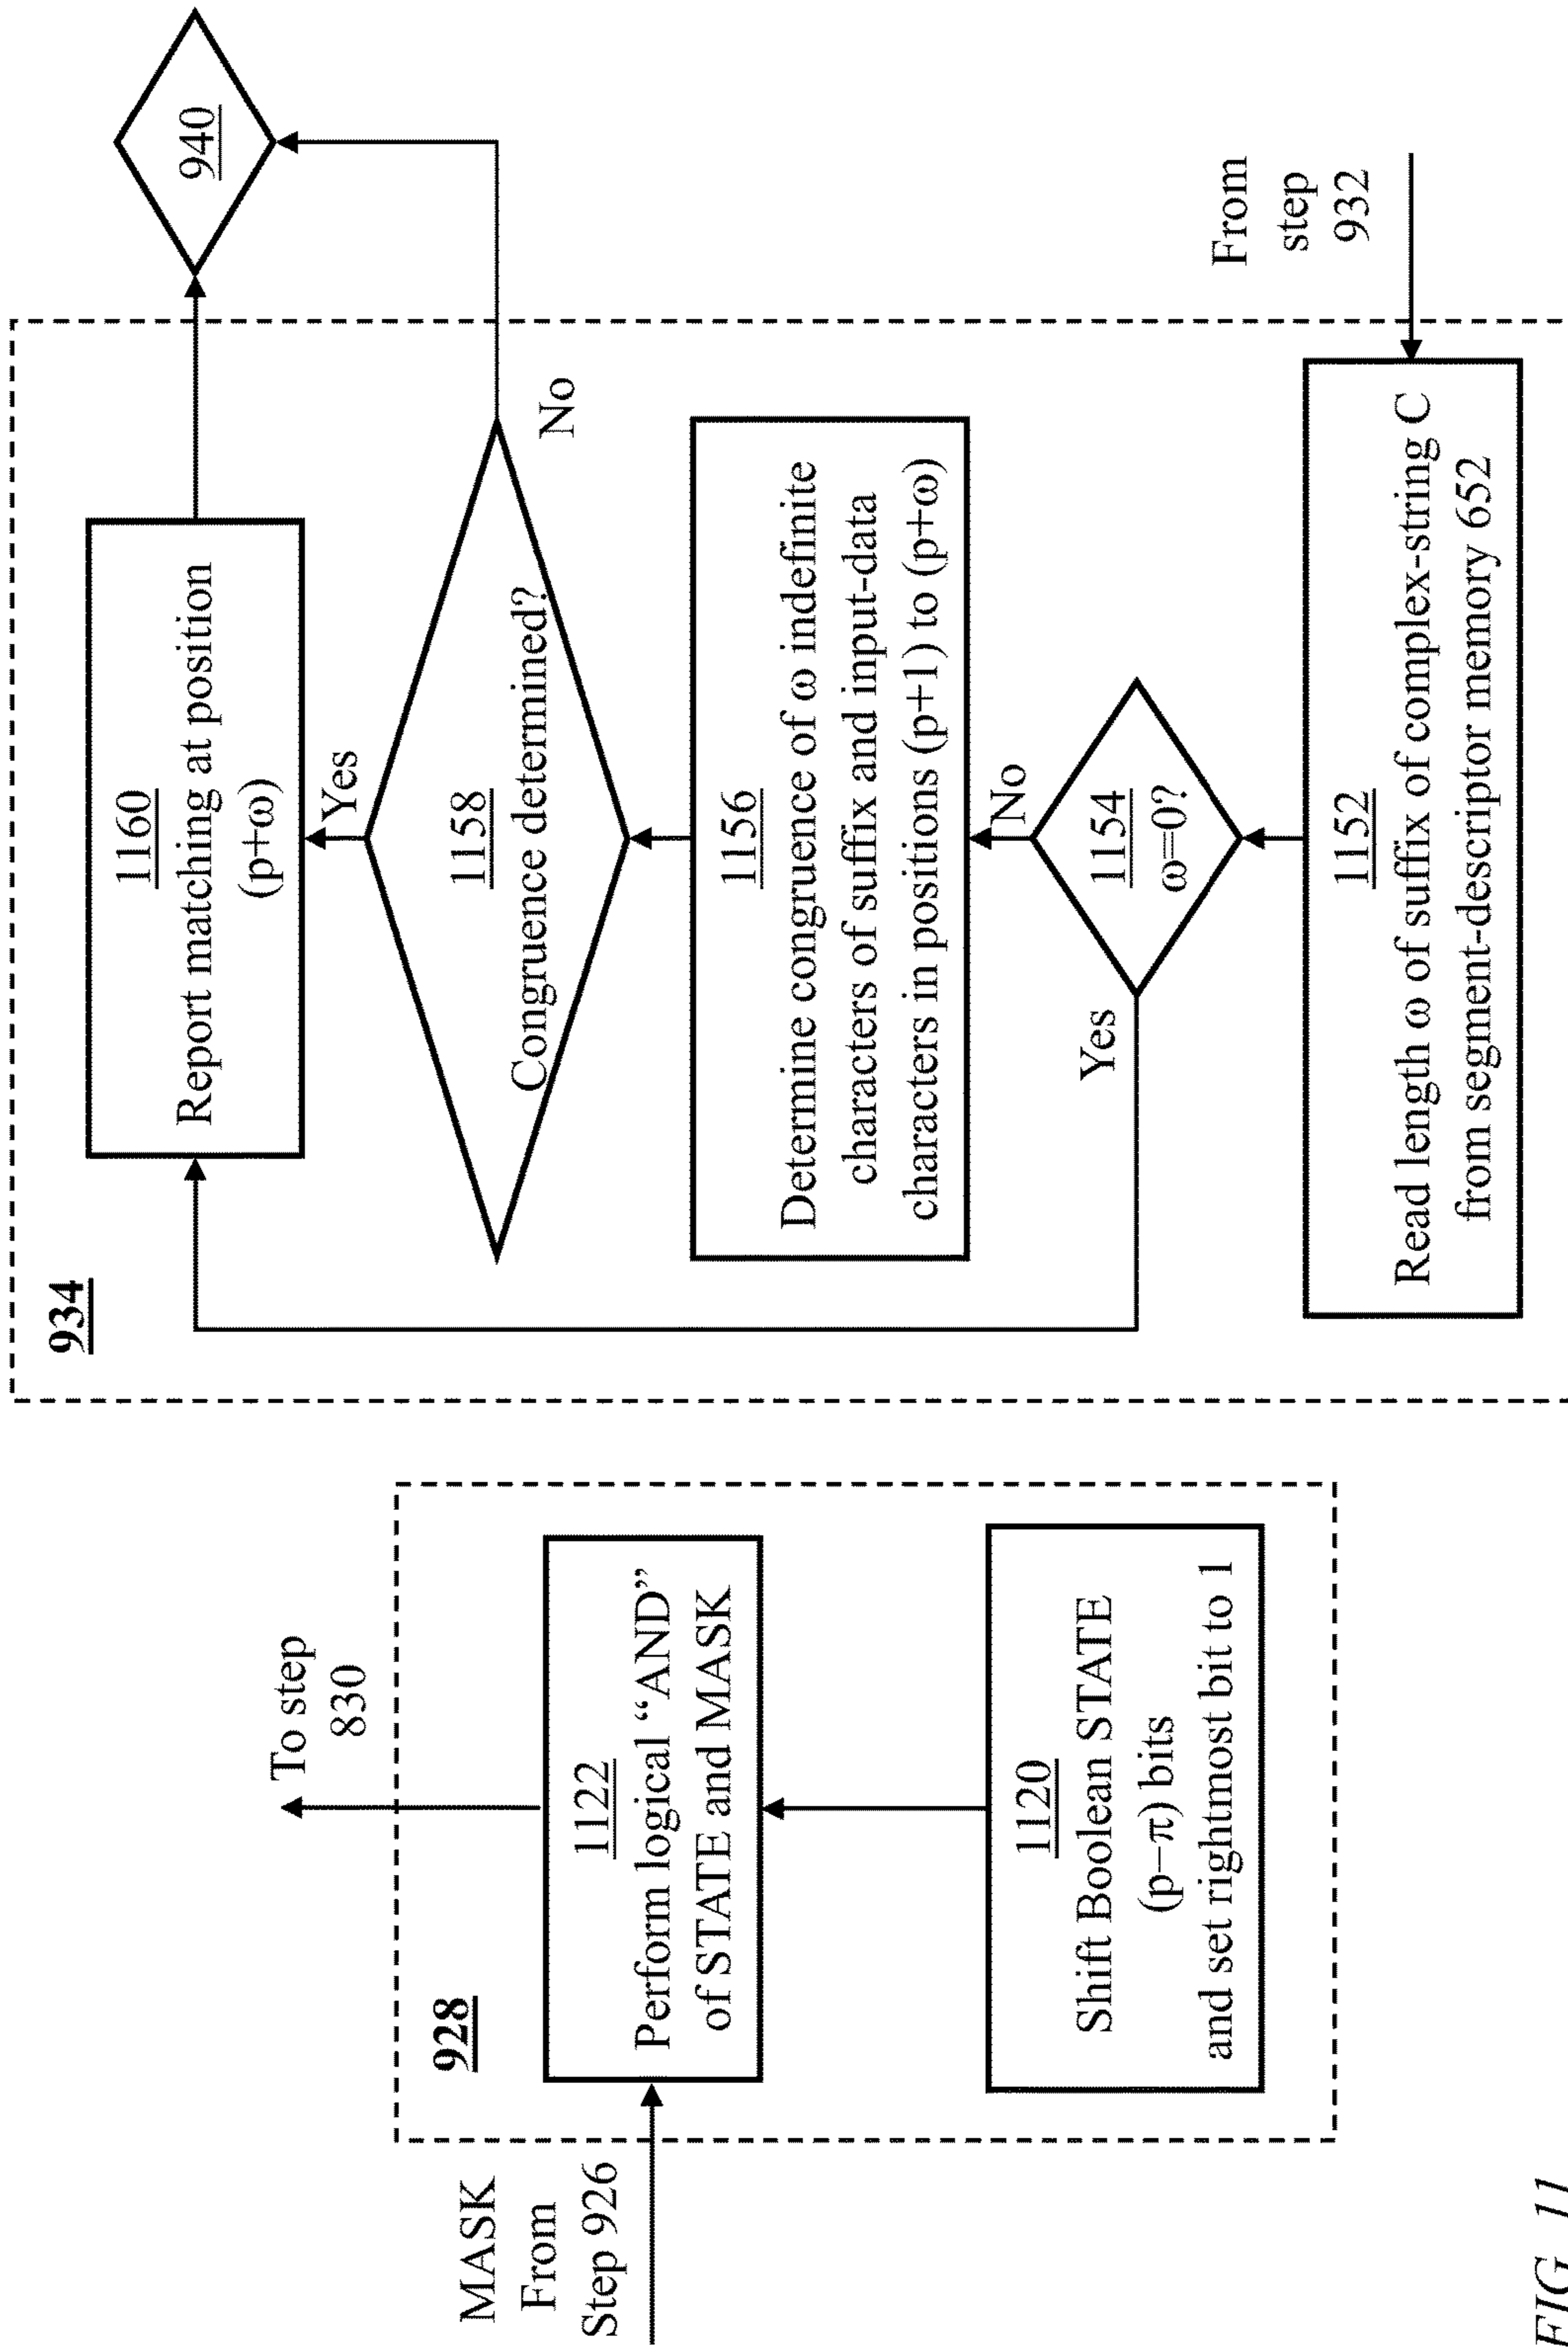 934
1160
Report matching at position
(p+ω)
940
Yes
1158
Congruence determined?
No
1156
Determine congruence of ω indefinite
characters of suffix and input-data
characters in positions (p+1) to (p+ω)
No
1154
ω=0?
Yes
1152
Read length ω of suffix of complex-string C
from segment-descriptor memory 652
From
step
932
To step
830
928
MASK
From
Step 926
1122
Perform logical “AND”
of STATE and MASK
1120
Shift Boolean STATE
(p−π) bits
and set rightmost bit to 1
FIG. 11